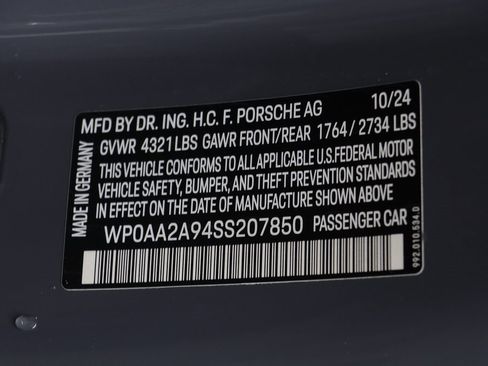 MFD BY DR. ING. H.C. F. PORSCHE AG 10/24
GVWR 4321 LBS GAWR FRONT/REAR 1764/2734 LBS
THIS VEHICLE CONFORMS TO ALL APPLICABLE U.S.FEDERAL MOTOR
VEHICLE SAFETY, BUMPER, AND THEFT PREVENTION STANDARDS
IN EFFECT ON THE DATE OF MANUFACTURE SHOWN ABOVE.
WP0AA2A94SS207850 PASSENGER CAR
MADE IN GERMANY
992.010.534.D